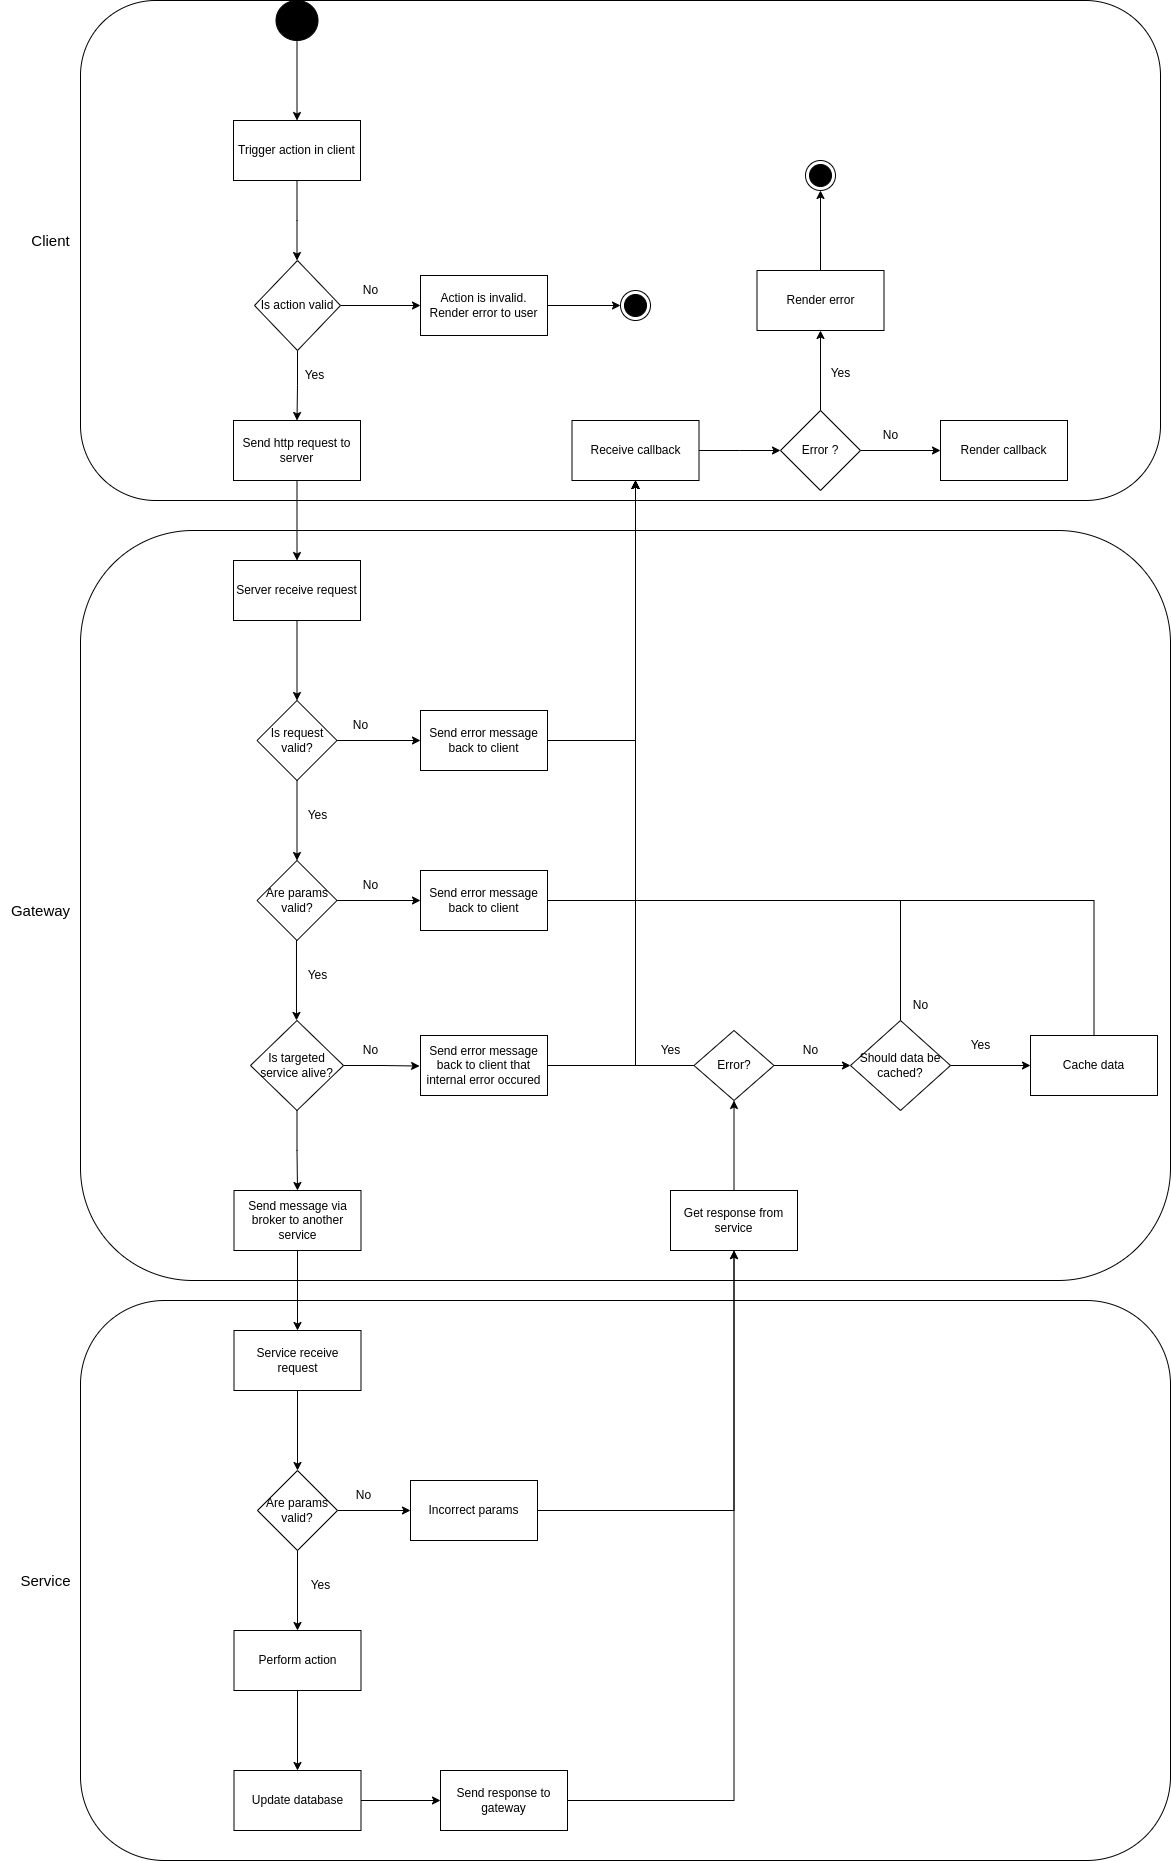 Trigger action in client
Client
Is action valid
No
Action is invalid.
Render error to user
Render error
Yes
Yes
Send http request to
server
Receive callback
Error ?
No
Render callback
Server receive request
Is request
valid?
No
Send error message
back to client
Yes
Gateway
Are params
valid?
No
Send error message
back to client
Yes
Is targeted
service alive?
No
Send error message
back to client that
internal error occured
Yes
Error?
No
Should data be
cached?
No
Yes
Cache data
Send message via
broker to another
service
Get response from
service
Service receive
request
Are params
valid?
No
Incorrect params
Yes
Service
Perform action
Update database
Send response to
gateway